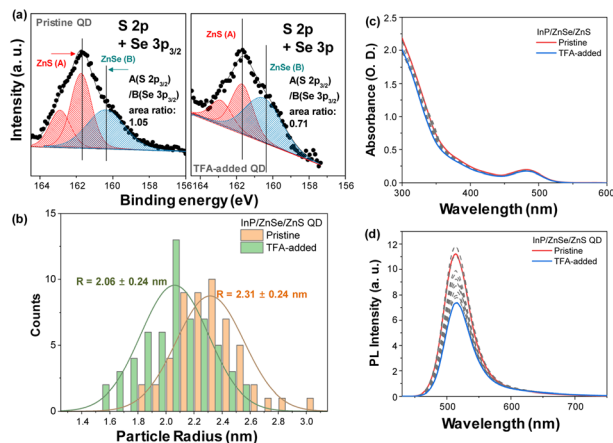 (a)
Pristine QD
S 2p
+ Se 3p3/2
ZnS (A)
ZnSe (B)
A(S 2p3/2)
/B(Se 3p3/2)
area ratio:
1.05
S 2p
+ Se 3p
ZnS (A)
ZnSe (B)
A(S 2p3/2)
/B(Se 3p3/2)
area ratio:
0.71
TFA-added QD
Intensity (a. u.)
164 162 160 158 156
164 162 160 158 156
Binding energy (eV)
(b)
InP/ZnSe/ZnS QD
Pristine
TFA-added
R = 2.06 ± 0.24 nm
R = 2.31 ± 0.24 nm
Counts
15
10
5
0
1.4 1.6 1.8 2.0 2.2 2.4 2.6 2.8 3.0
Particle Radius (nm)
(c)
InP/ZnSe/ZnS
Pristine
TFA-added
Absorbance (O. D.)
2.5
2.0
1.5
1.0
0.5
0.0
300 400 500 600
Wavelength (nm)
(d)
InP/ZnSe/ZnS QD
Pristine
TFA-added
PL Intensity (a. u.)
12
10
8
6
4
2
0
500 600 700
Wavelength (nm)